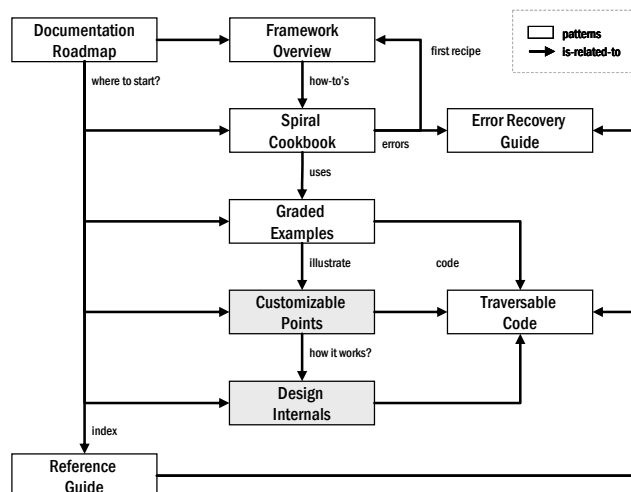 Documentation
Roadmap
Framework
Overview
first recipe
patterns
is-related-to
where to start?
how-to's
Spiral
Cookbook
errors
Error Recovery
Guide
uses
Graded
Examples
illustrate
code
Customizable
Points
Traversable
Code
how it works?
Design
Internals
index
Reference
Guide